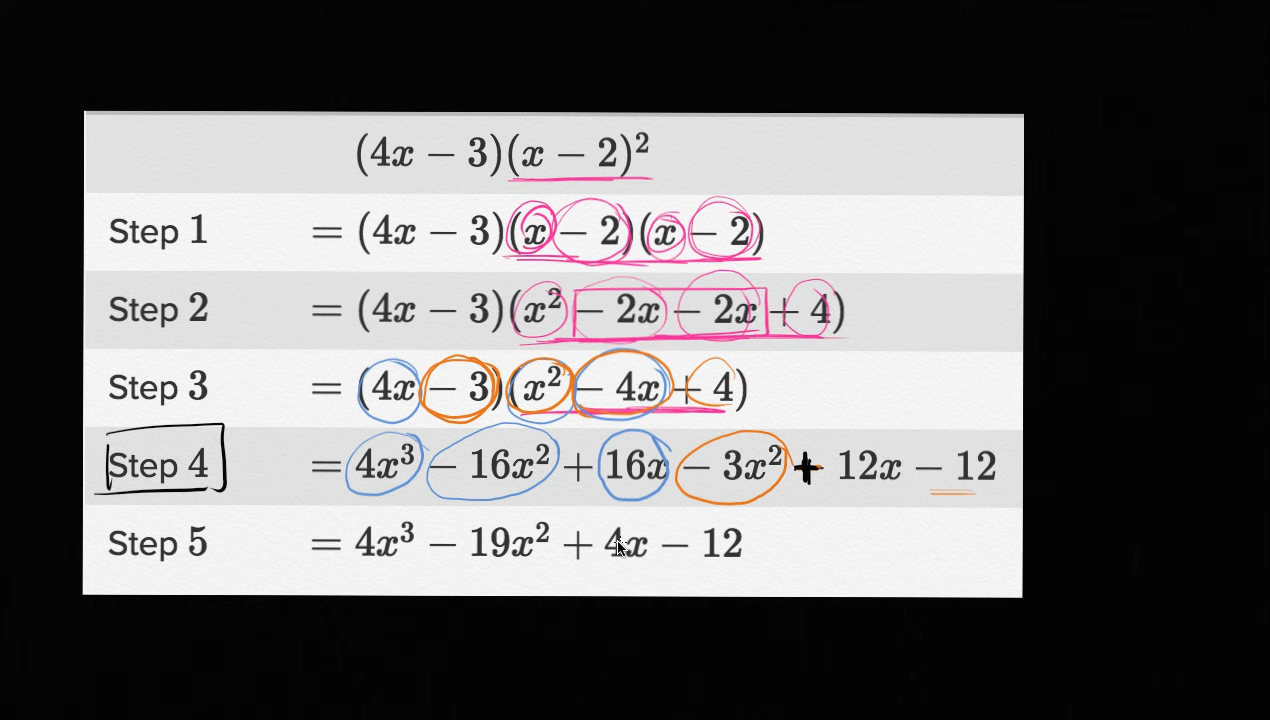 (4x − 3)(x − 2)²
Step 1 = (4x − 3)(x − 2)(x − 2)
Step 2 = (4x − 3)(x² − 2x − 2x + 4)
Step 3 = (4x − 3)(x² − 4x + 4)
Step 4 = 4x³ − 16x² + 16x − 3x² + 12x − 12
Step 5 = 4x³ − 19x² + 4x − 12